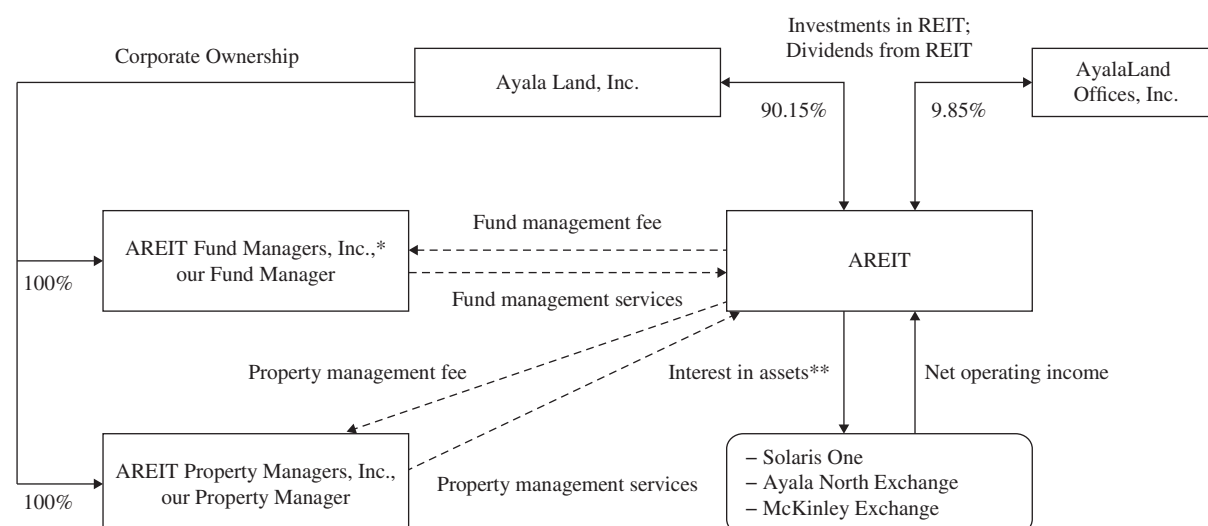 Investments in REIT;
Dividends from REIT
Corporate Ownership
Ayala Land, Inc.
AyalaLand
Offices, Inc.
90.15%
9.85%
Fund management fee
AREIT Fund Managers, Inc.,*
our Fund Manager
AREIT
100%
Fund management services
Property management fee
Interest in assets**
Net operating income
AREIT Property Managers, Inc.,
our Property Manager
Property management services
100%
– Solaris One
– Ayala North Exchange
– McKinley Exchange